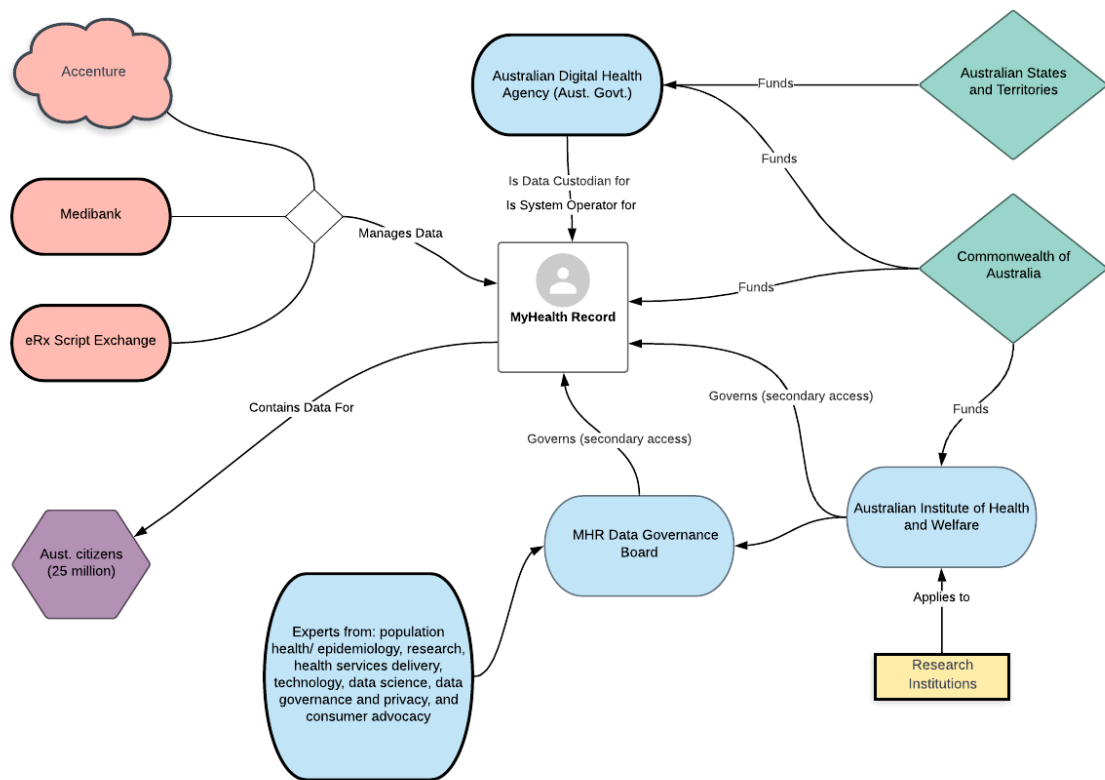 Accenture
Australian Digital Health
Agency (Aust. Govt.)
Funds
Australian States
and Territories
Funds
Is Data Custodian for
Is System Operator for
Medibank
Manages Data
Commonwealth of
Australia
Funds
MyHealth Record
eRx Script Exchange
Contains Data For
Governs (secondary access)
Funds
Governs (secondary access)
Aust. citizens
(25 million)
MHR Data Governance
Board
Australian Institute of Health
and Welfare
Applies to
Experts from: population
health/ epidemiology, research,
health services delivery,
technology, data science, data
governance and privacy, and
consumer advocacy
Research
Institutions